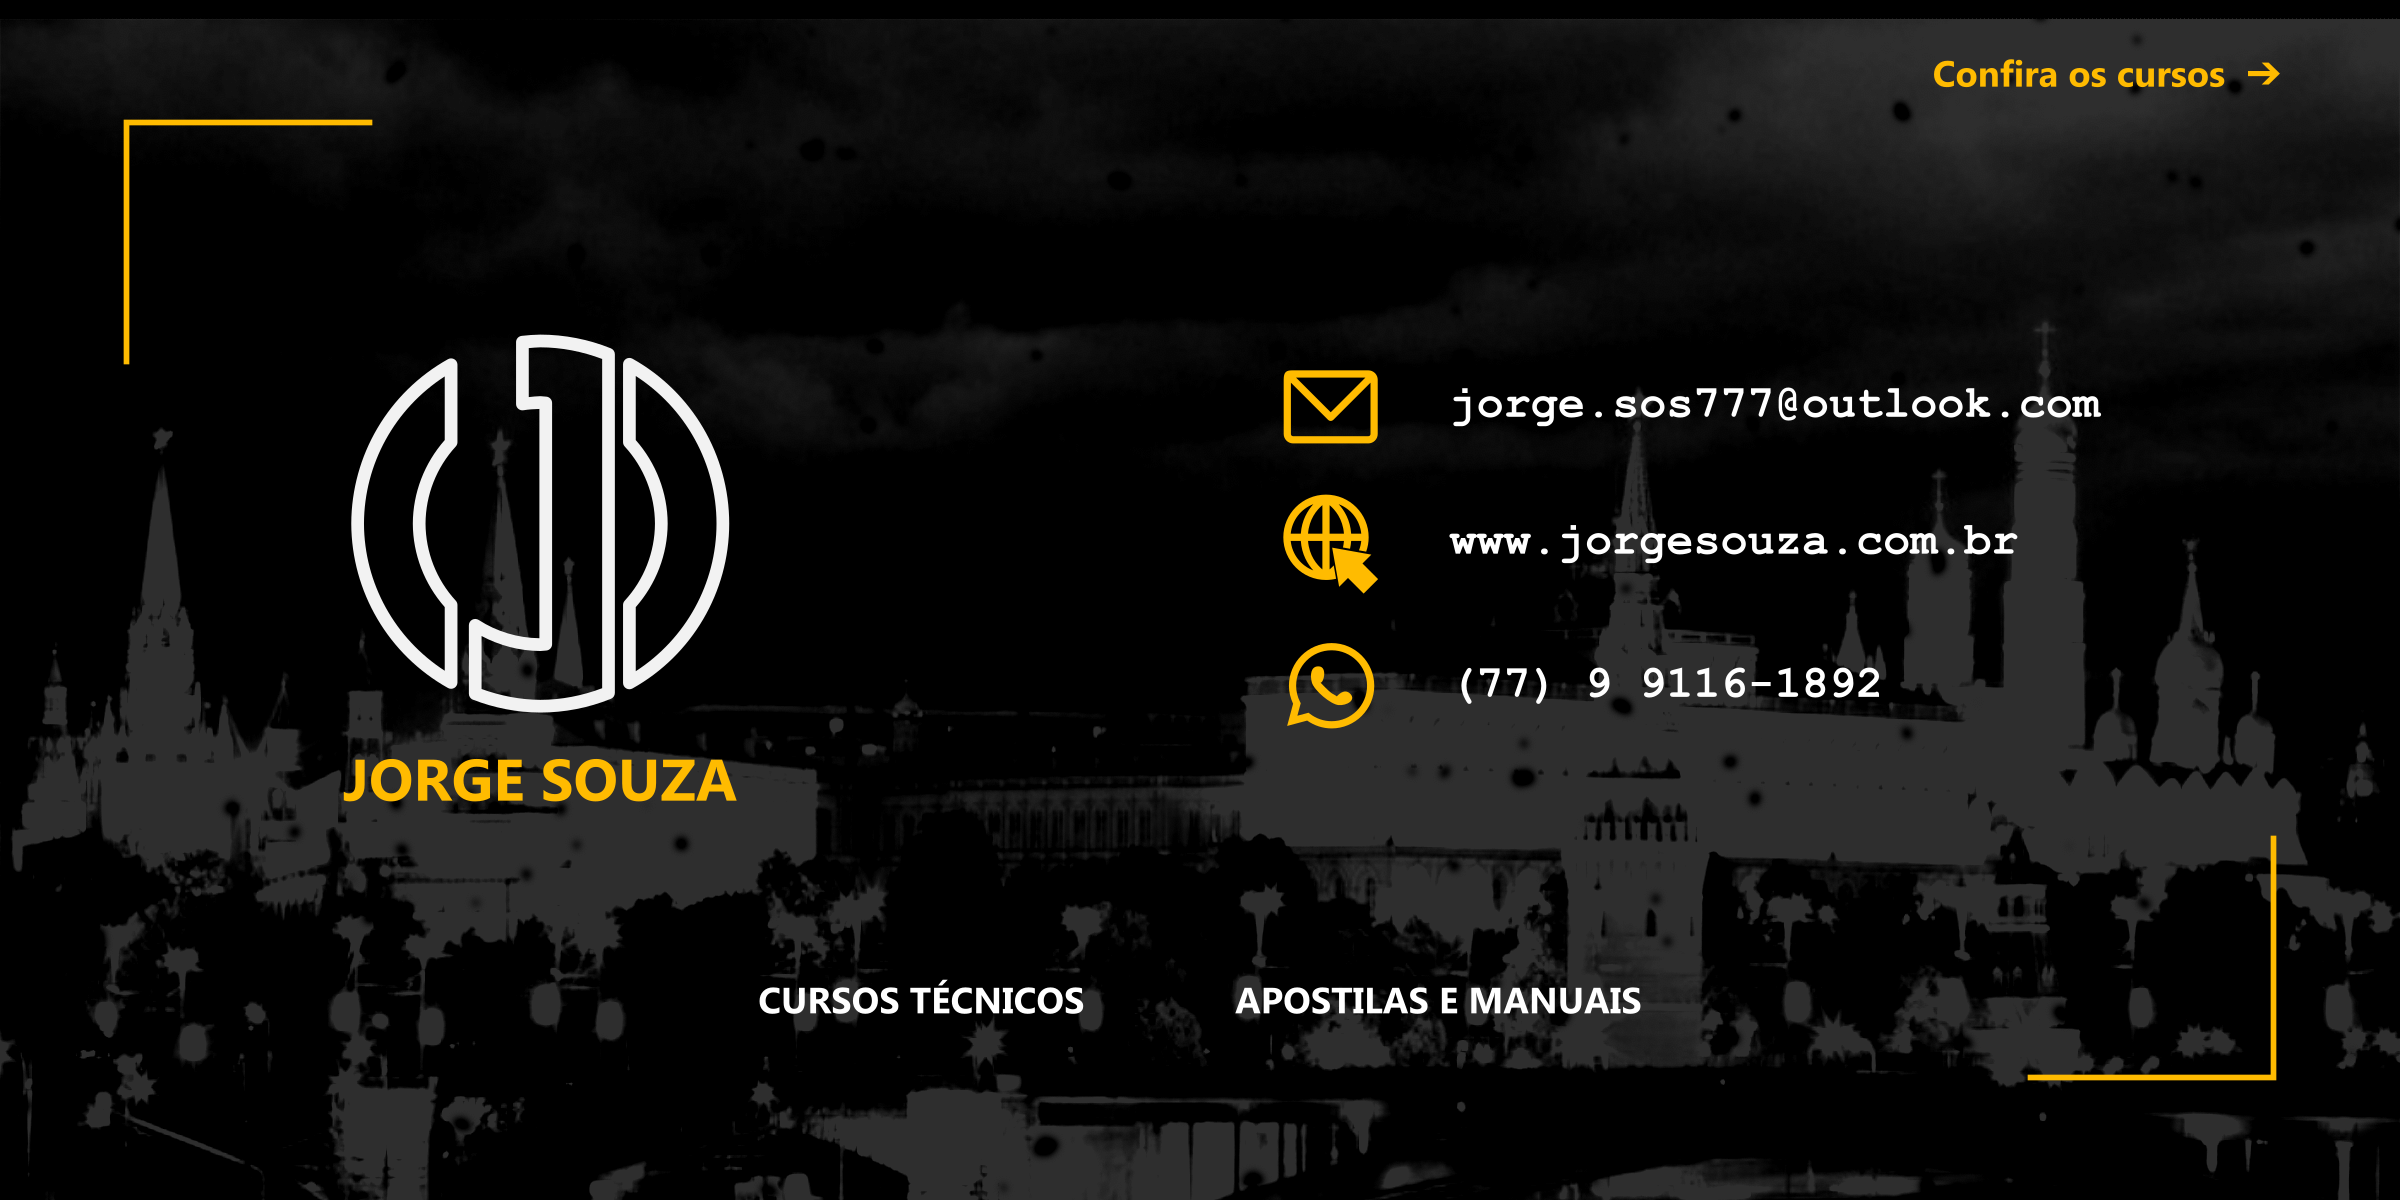 Confira os cursos →
jorge.sos777@outlook.com
www.jorgesouza.com.br
(77) 9 9116-1892
JORGE SOUZA
CURSOS TÉCNICOS
APOSTILAS E MANUAIS